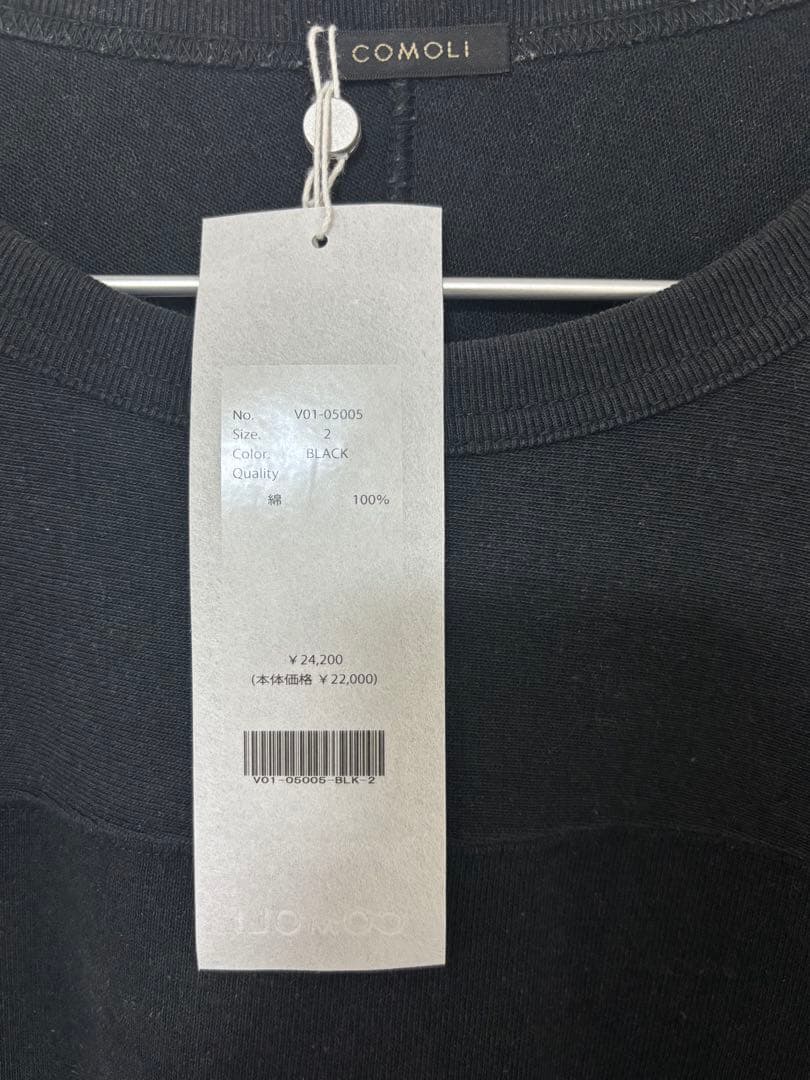 COMOLI
No. V01-05005
Size. 2
Color. BLACK
Quality
綿 100%
￥24,200
(本体価格 ￥22,000)
V01-05005-BLK-2
COMOLI